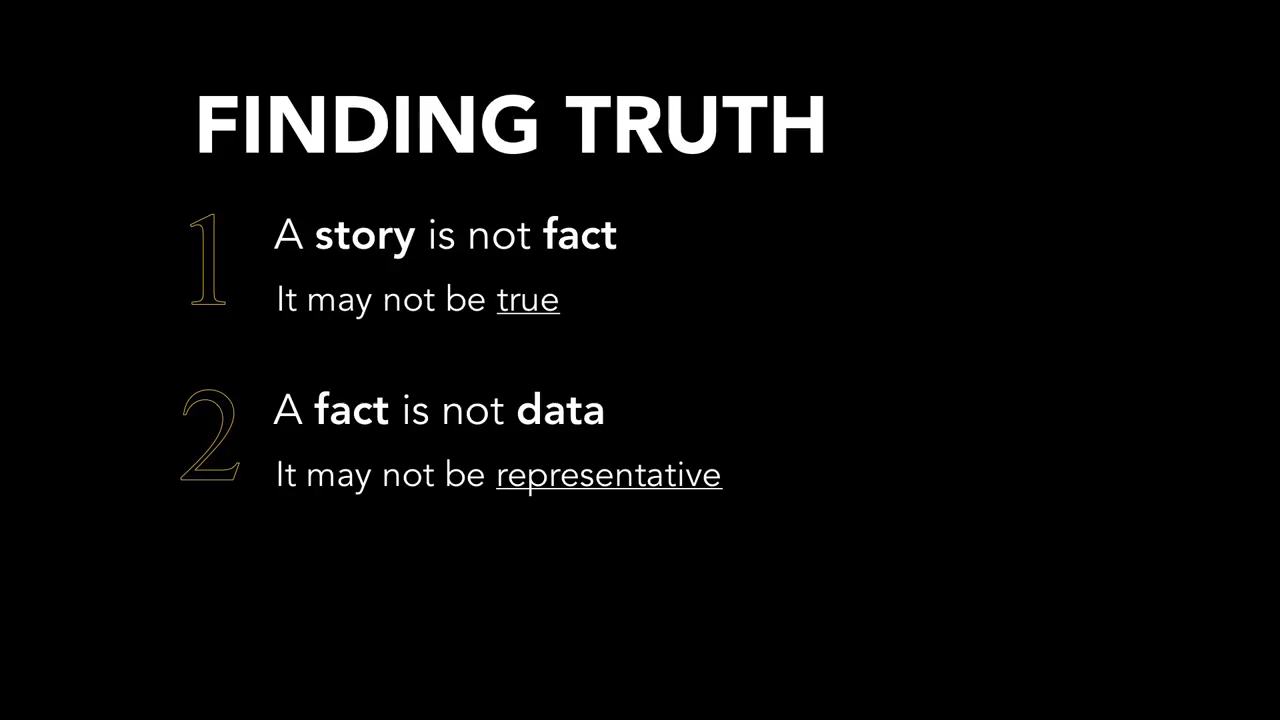 FINDING TRUTH
1 A story is not fact
It may not be true
2 A fact is not data
It may not be representative